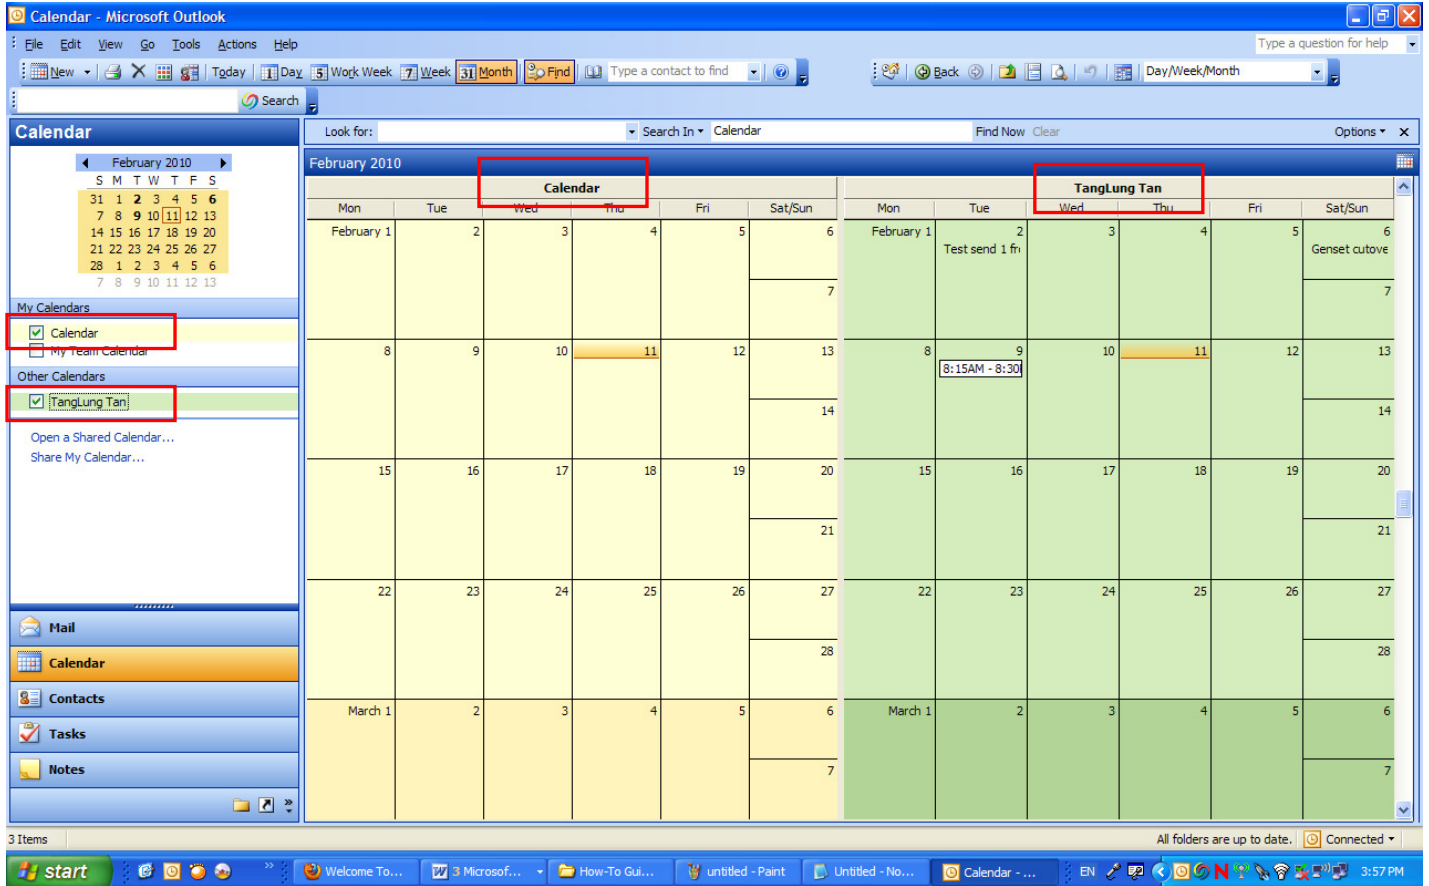 Calendar - Microsoft Outlook
File Edit View Go Tools Actions Help Type a question for help
New Today 1 Day 5 Work Week 7 Week 31 Month Find Type a contact to find Back Day/Week/Month
Search
Calendar
Look for: Search In Calendar Find Now Clear Options x
February 2010
S M T W T F S
31 1 2 3 4 5 6
7 8 9 10 11 12 13
14 15 16 17 18 19 20
21 22 23 24 25 26 27
28 1 2 3 4 5 6
7 8 9 10 11 12 13
My Calendars
Calendar
My Team Calendar
Other Calendars
TangLung Tan
Open a Shared Calendar...
Share My Calendar...
Mail
Calendar
Contacts
Tasks
Notes
February 2010
Calendar TangLung Tan
Mon Tue Wed Thu Fri Sat/Sun Mon Tue Wed Thu Fri Sat/Sun
February 1 2 3 4 5 6 February 1 2 3 4 5 6
Test send 1 fr Genset cutove
7 7
8 9 10 11 12 13 8 9 10 11 12 13
8:15AM - 8:30
14 14
15 16 17 18 19 20 15 16 17 18 19 20
21 21
22 23 24 25 26 27 22 23 24 25 26 27
28 28
March 1 2 3 4 5 6 March 1 2 3 4 5 6
7 7
3 Items All folders are up to date. Connected
start Welcome To... 3 Microsof... How-To Gui... untitled - Paint Untitled - No... Calendar - ... EN 3:57 PM